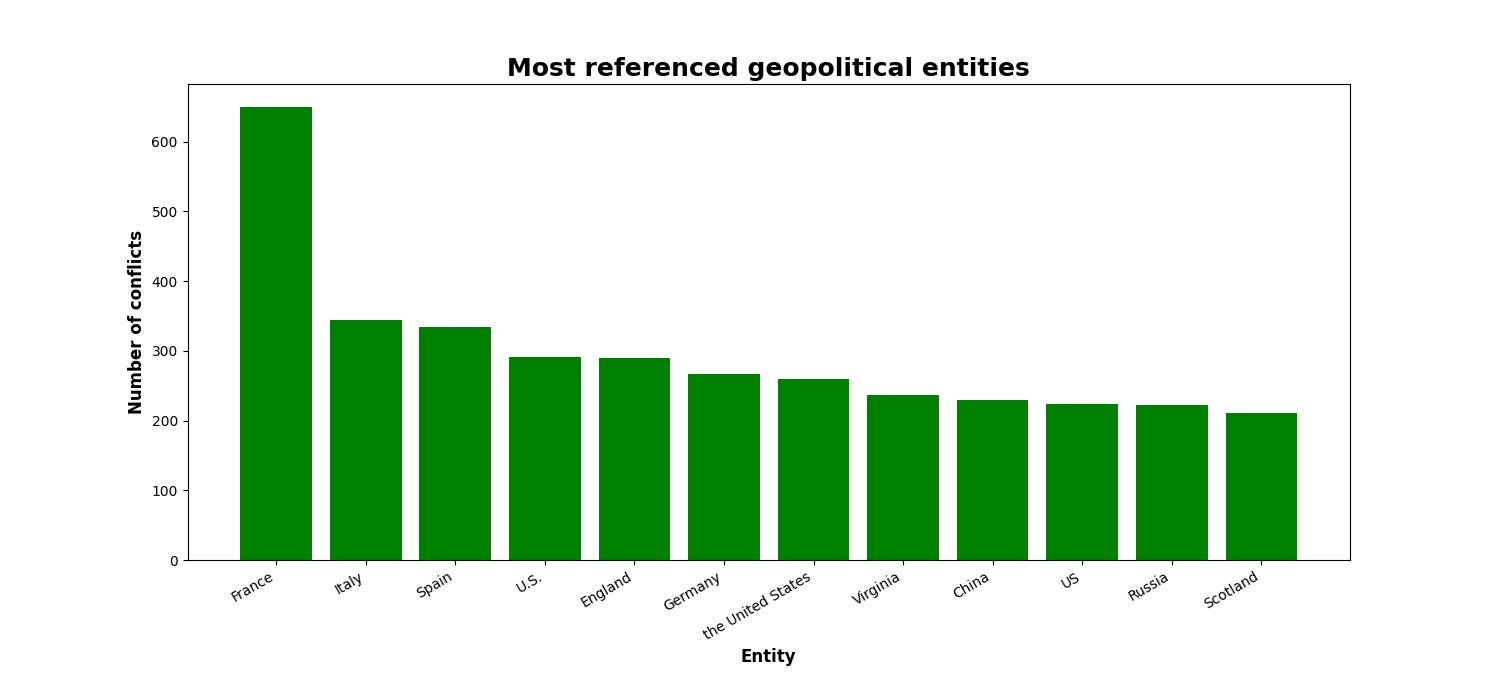 Most referenced geopolitical entities
Number of conflicts
600
500
400
300
200
100
0
France
Italy
Spain
U.S.
England
Germany
the United States
Virginia
China
US
Russia
Scotland
Entity